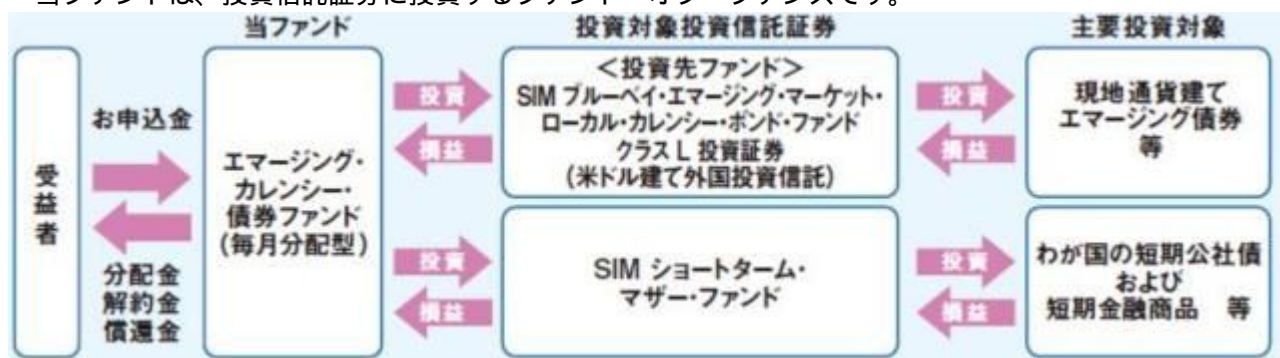 当ファンドは、投資信託証券に投資するファンド・オブ・ファンズです。
当ファンド
投資対象投資信託証券
主要投資対象
受益者
お申込金
分配金
解約金
償還金
エマージング・
カレンシー・
債券ファンド
(毎月分配型)
投資
損益
<投資先ファンド>
SIM ブルーベイ・エマージング・マーケット・
ローカル・カレンシー・ボンド・ファンド
クラス L 投資証券
(米ドル建て外国投資信託)
投資
損益
現地通貨建て
エマージング債券
等
投資
損益
SIM ショートターム・
マザー・ファンド
投資
損益
わが国の短期公社債
および
短期金融商品 等